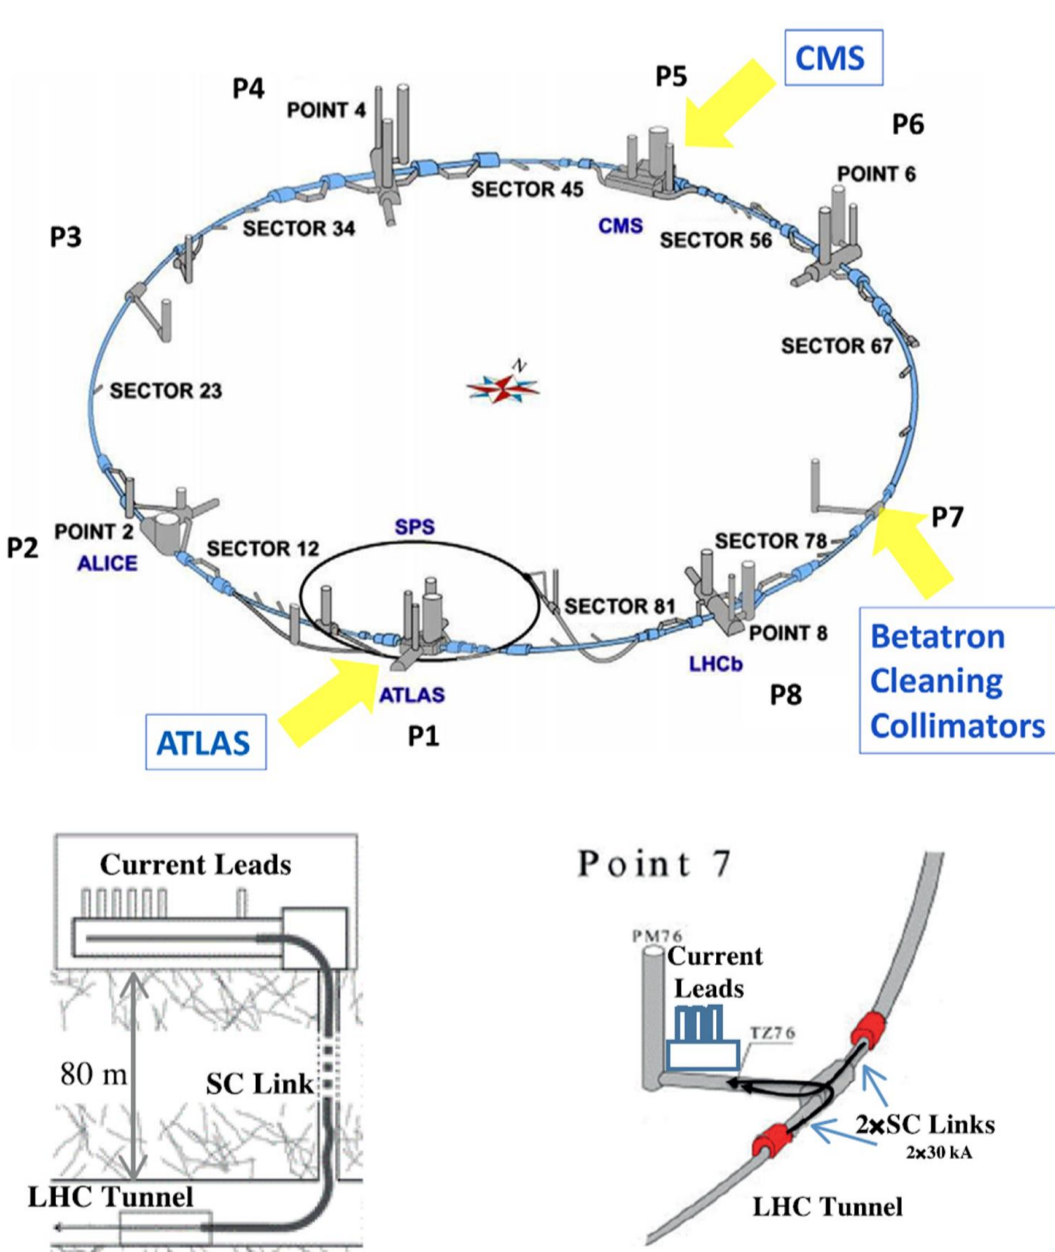 CMS
P5
P4
POINT 4
P6
POINT 6
SECTOR 45
CMS
SECTOR 34
SECTOR 56
P3
SECTOR 67
N
SECTOR 23
P7
P2
POINT 2
ALICE
SECTOR 12
SPS
SECTOR 78
SECTOR 81
POINT 8
LHCb
P8
ATLAS
P1
ATLAS
Betatron
Cleaning
Collimators
Current Leads
80 m
SC Link
LHC Tunnel
Point 7
PM76
Current
Leads
TZ76
2×SC Links
2×30 kA
LHC Tunnel